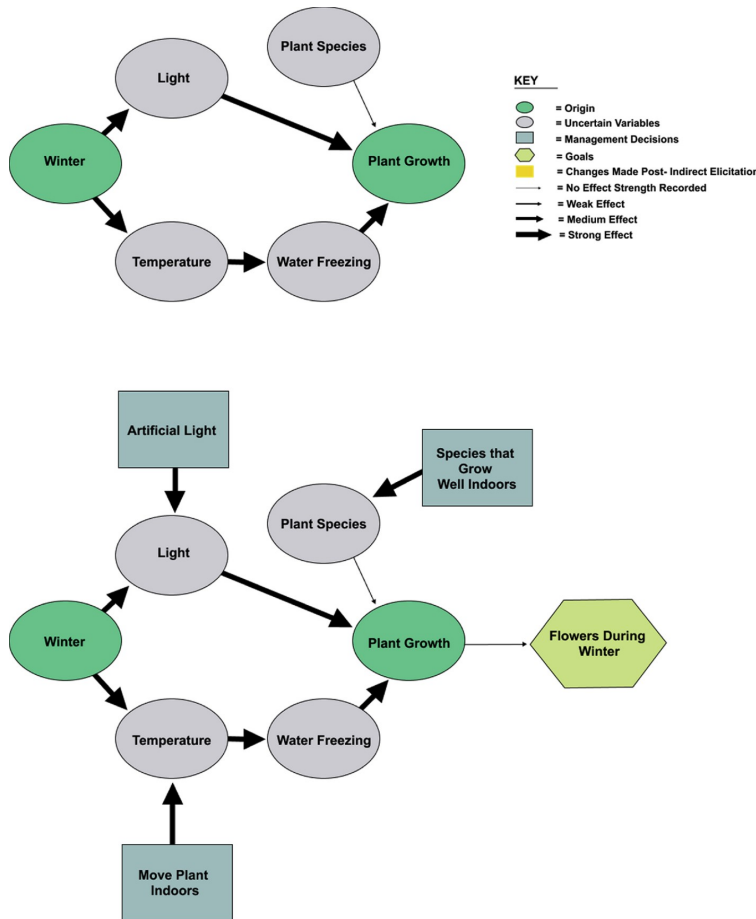 Plant Species
Light
Winter
Plant Growth
Temperature
Water Freezing
KEY
= Origin
= Uncertain Variables
= Management Decisions
= Goals
= Changes Made Post- Indirect Elicitation
= No Effect Strength Recorded
= Weak Effect
= Medium Effect
= Strong Effect
Artificial Light
Species that
Grow
Well Indoors
Plant Species
Light
Winter
Plant Growth
Flowers During
Winter
Temperature
Water Freezing
Move Plant
Indoors